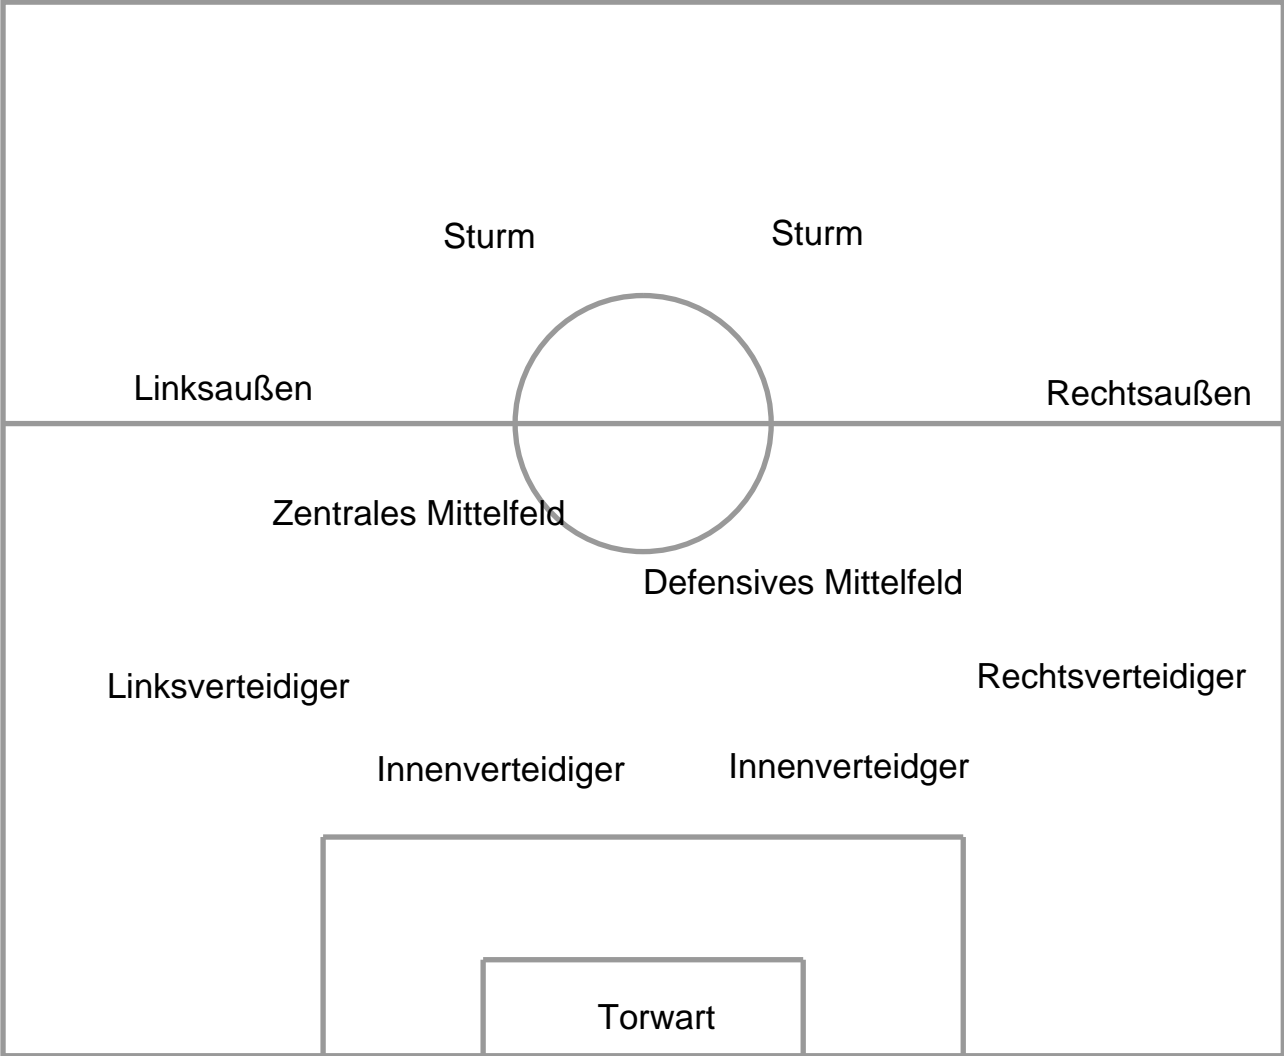 Sturm
Sturm
Linksaußen
Rechtsaußen
Zentrales Mittelfeld
Defensives Mittelfeld
Linksverteidiger
Rechtsverteidiger
Innenverteidiger
Innenverteidger
Torwart